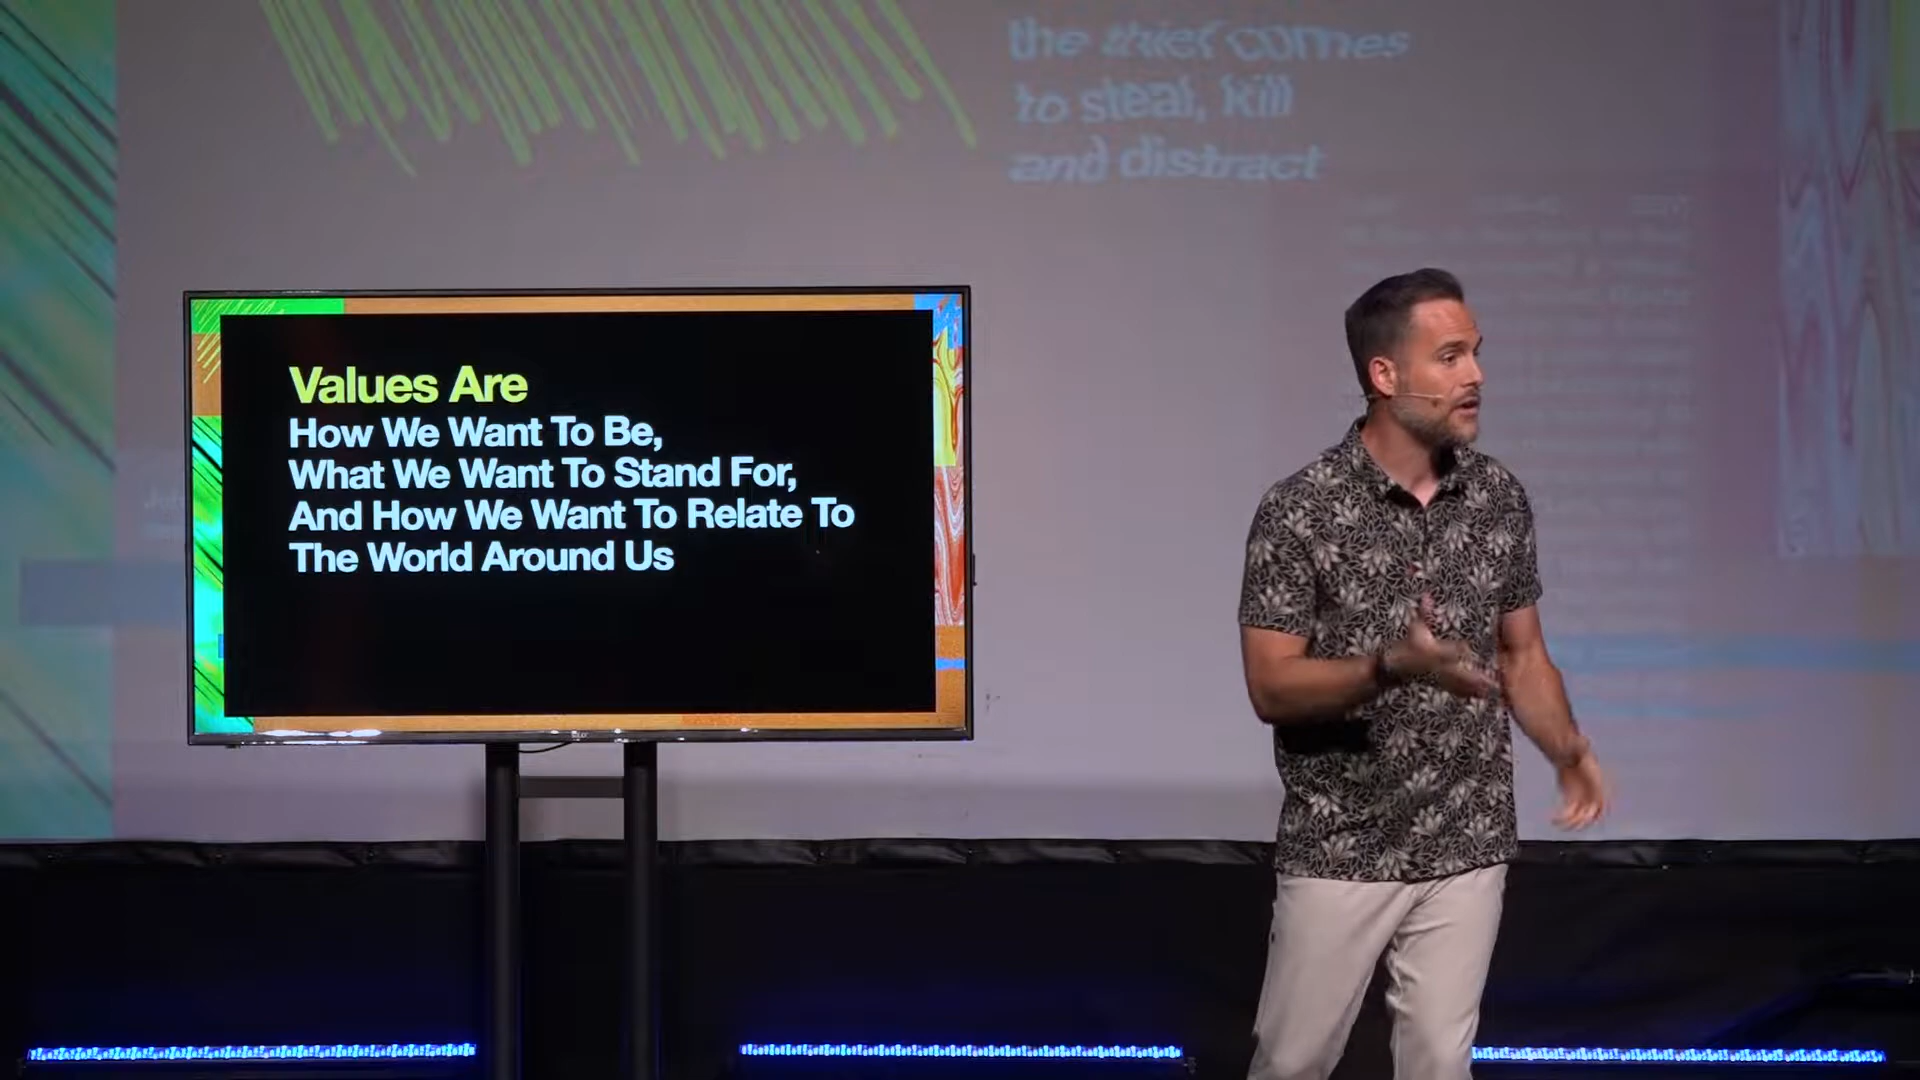 the thief comes
to steal, kill
and distract
Values Are
How We Want To Be,
What We Want To Stand For,
And How We Want To Relate To
The World Around Us